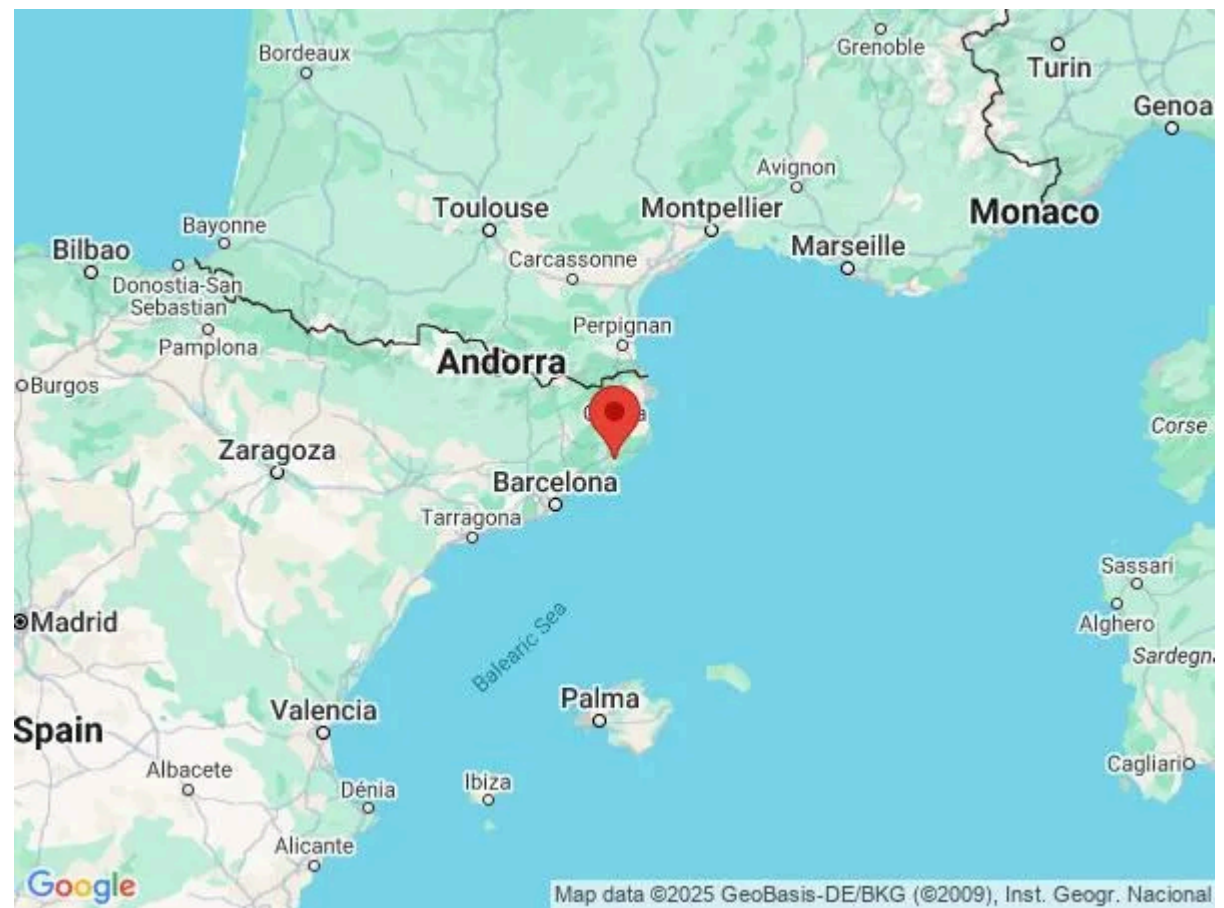 Bordeaux
Grenoble
Turin
Genoa
Avignon
Toulouse
Montpellier
Monaco
Bayonne
Bilbao
Marseille
Carcassonne
Donostia-San
Sebastian
Perpignan
Pamplona
Andorra
Burgos
Corse
Zaragoza
Barcelona
Tarragona
Sassari
Madrid
Alghero
Balearic Sea
Sardegn
Palma
Valencia
Spain
Cagliari
Albacete
Ibiza
Dénia
Alicante
Google
Map data ©2025 GeoBasis-DE/BKG (©2009), Inst. Geogr. Nacional